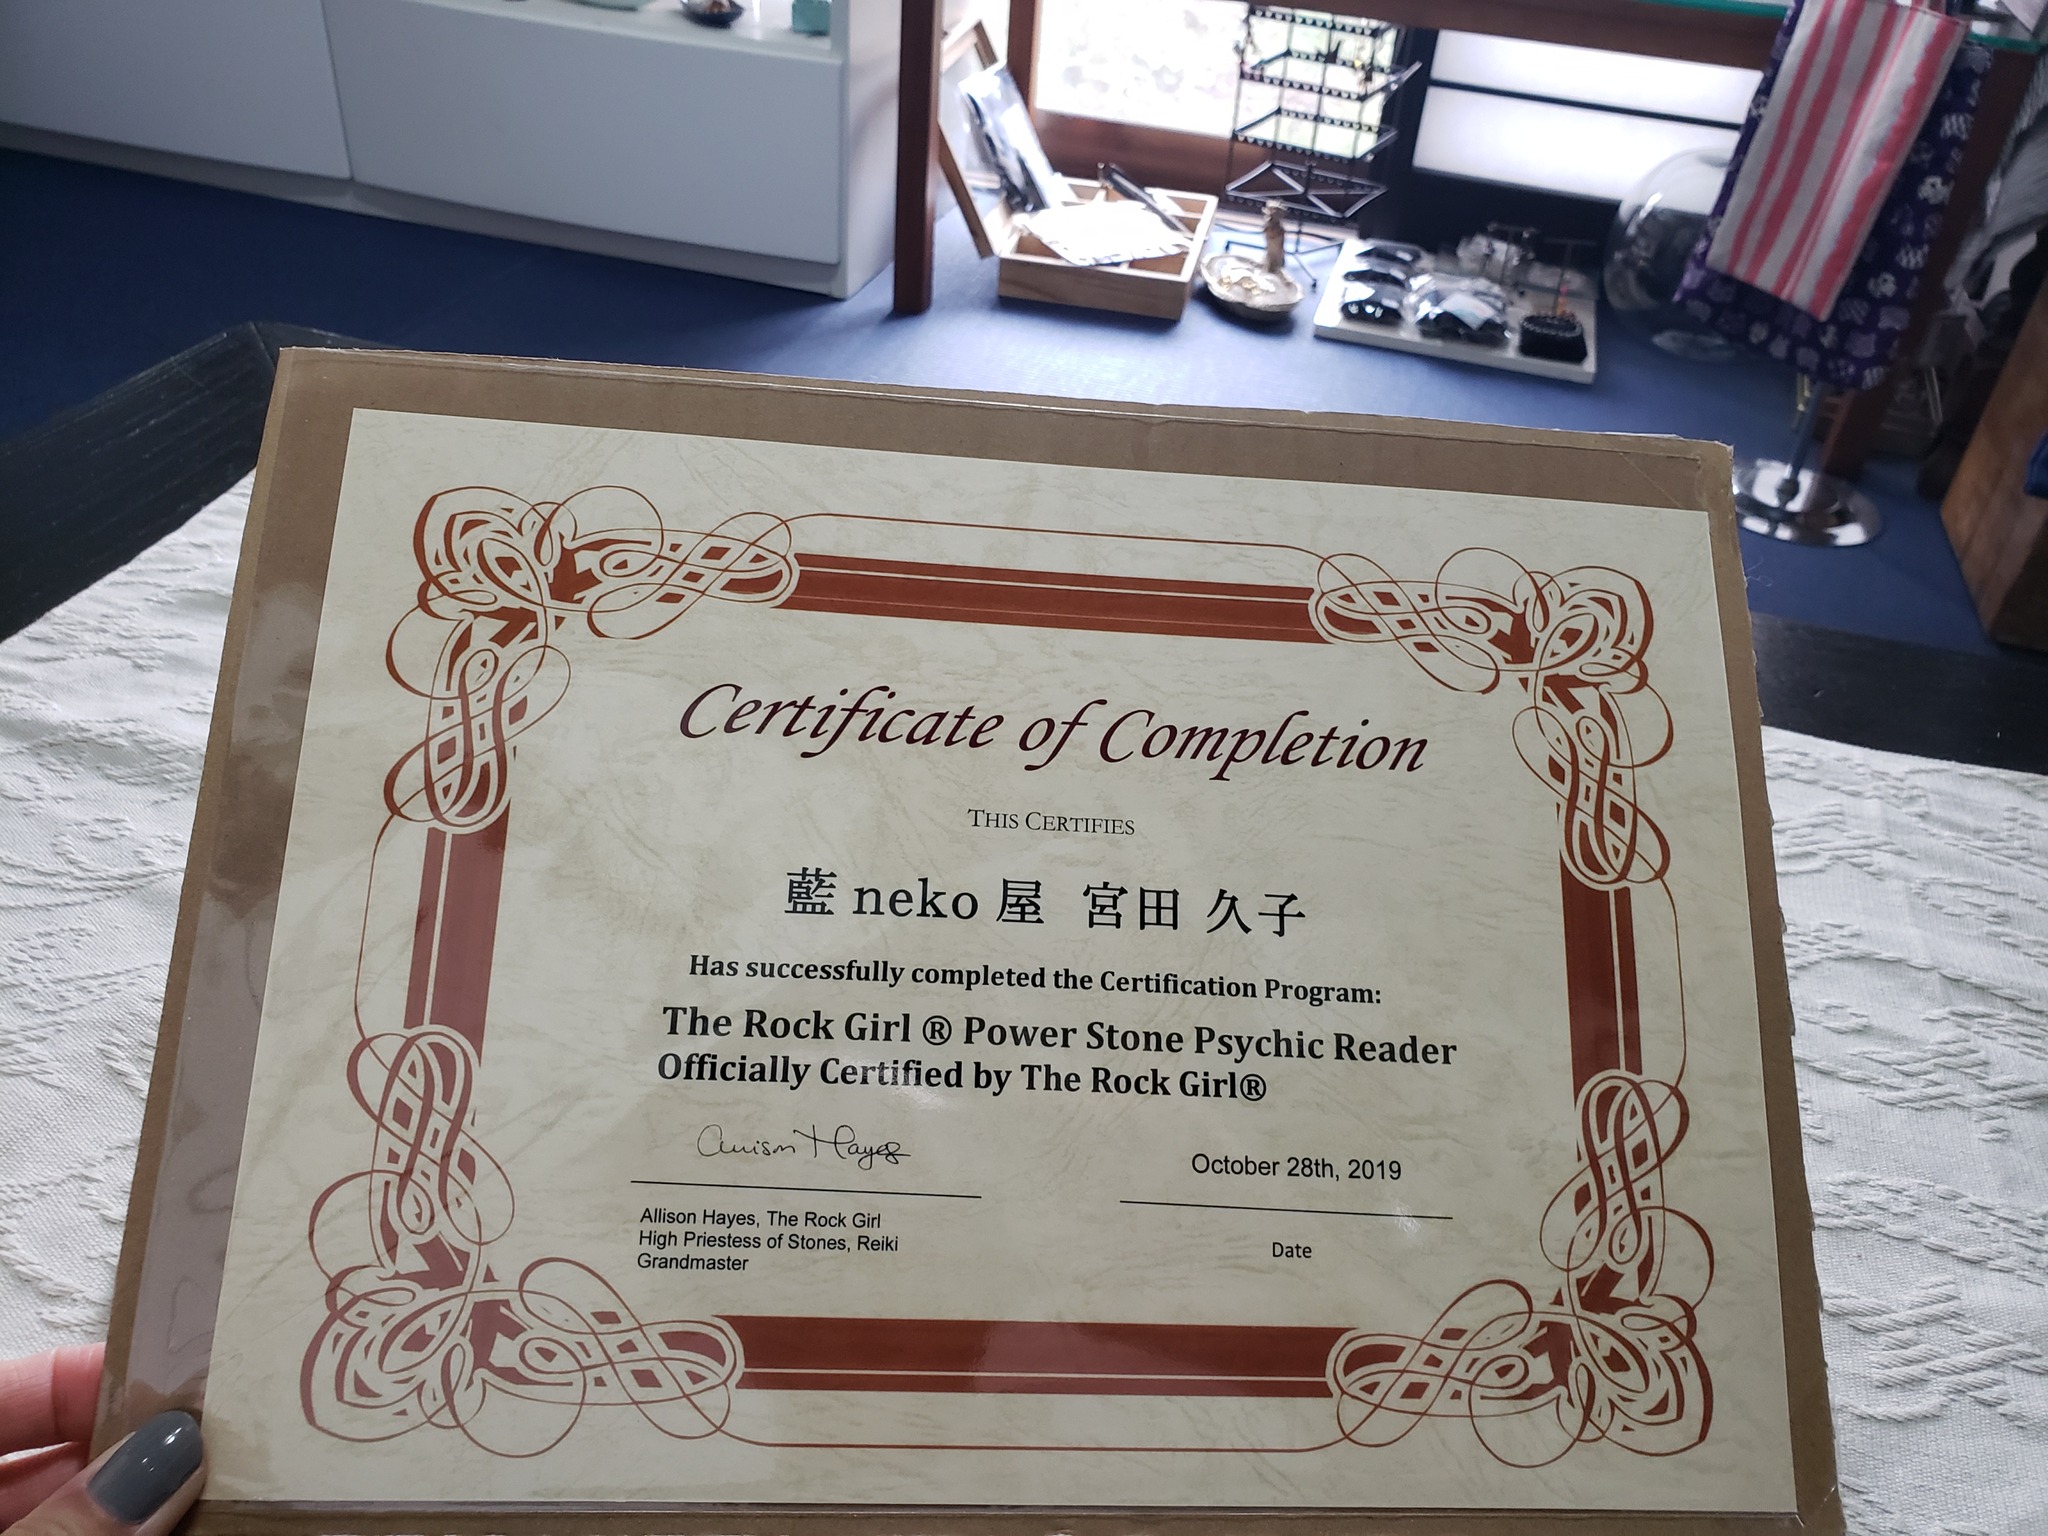 Certificate of Completion
THIS CERTIFIES
藍 neko 屋 宮田 久子
Has successfully completed the Certification Program:
The Rock Girl ® Power Stone Psychic Reader
Officially Certified by The Rock Girl®
Allison Hayes
October 28th, 2019
Allison Hayes, The Rock Girl
High Priestess of Stones, Reiki
Grandmaster
Date